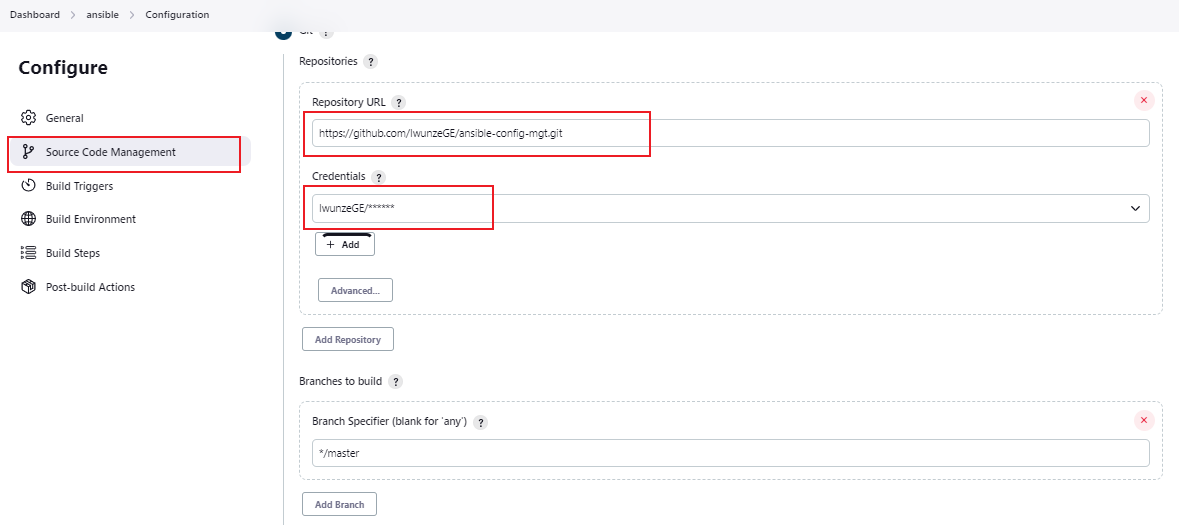 Dashboard > ansible > Configuration
Configure
General
Source Code Management
Build Triggers
Build Environment
Build Steps
Post-build Actions
Git ?
Repositories ?
Repository URL ?
https://github.com/IwunzeGE/ansible-config-mgt.git
Credentials ?
IwunzeGE/******
+ Add
Advanced...
Add Repository
Branches to build ?
Branch Specifier (blank for 'any') ?
*/master
Add Branch